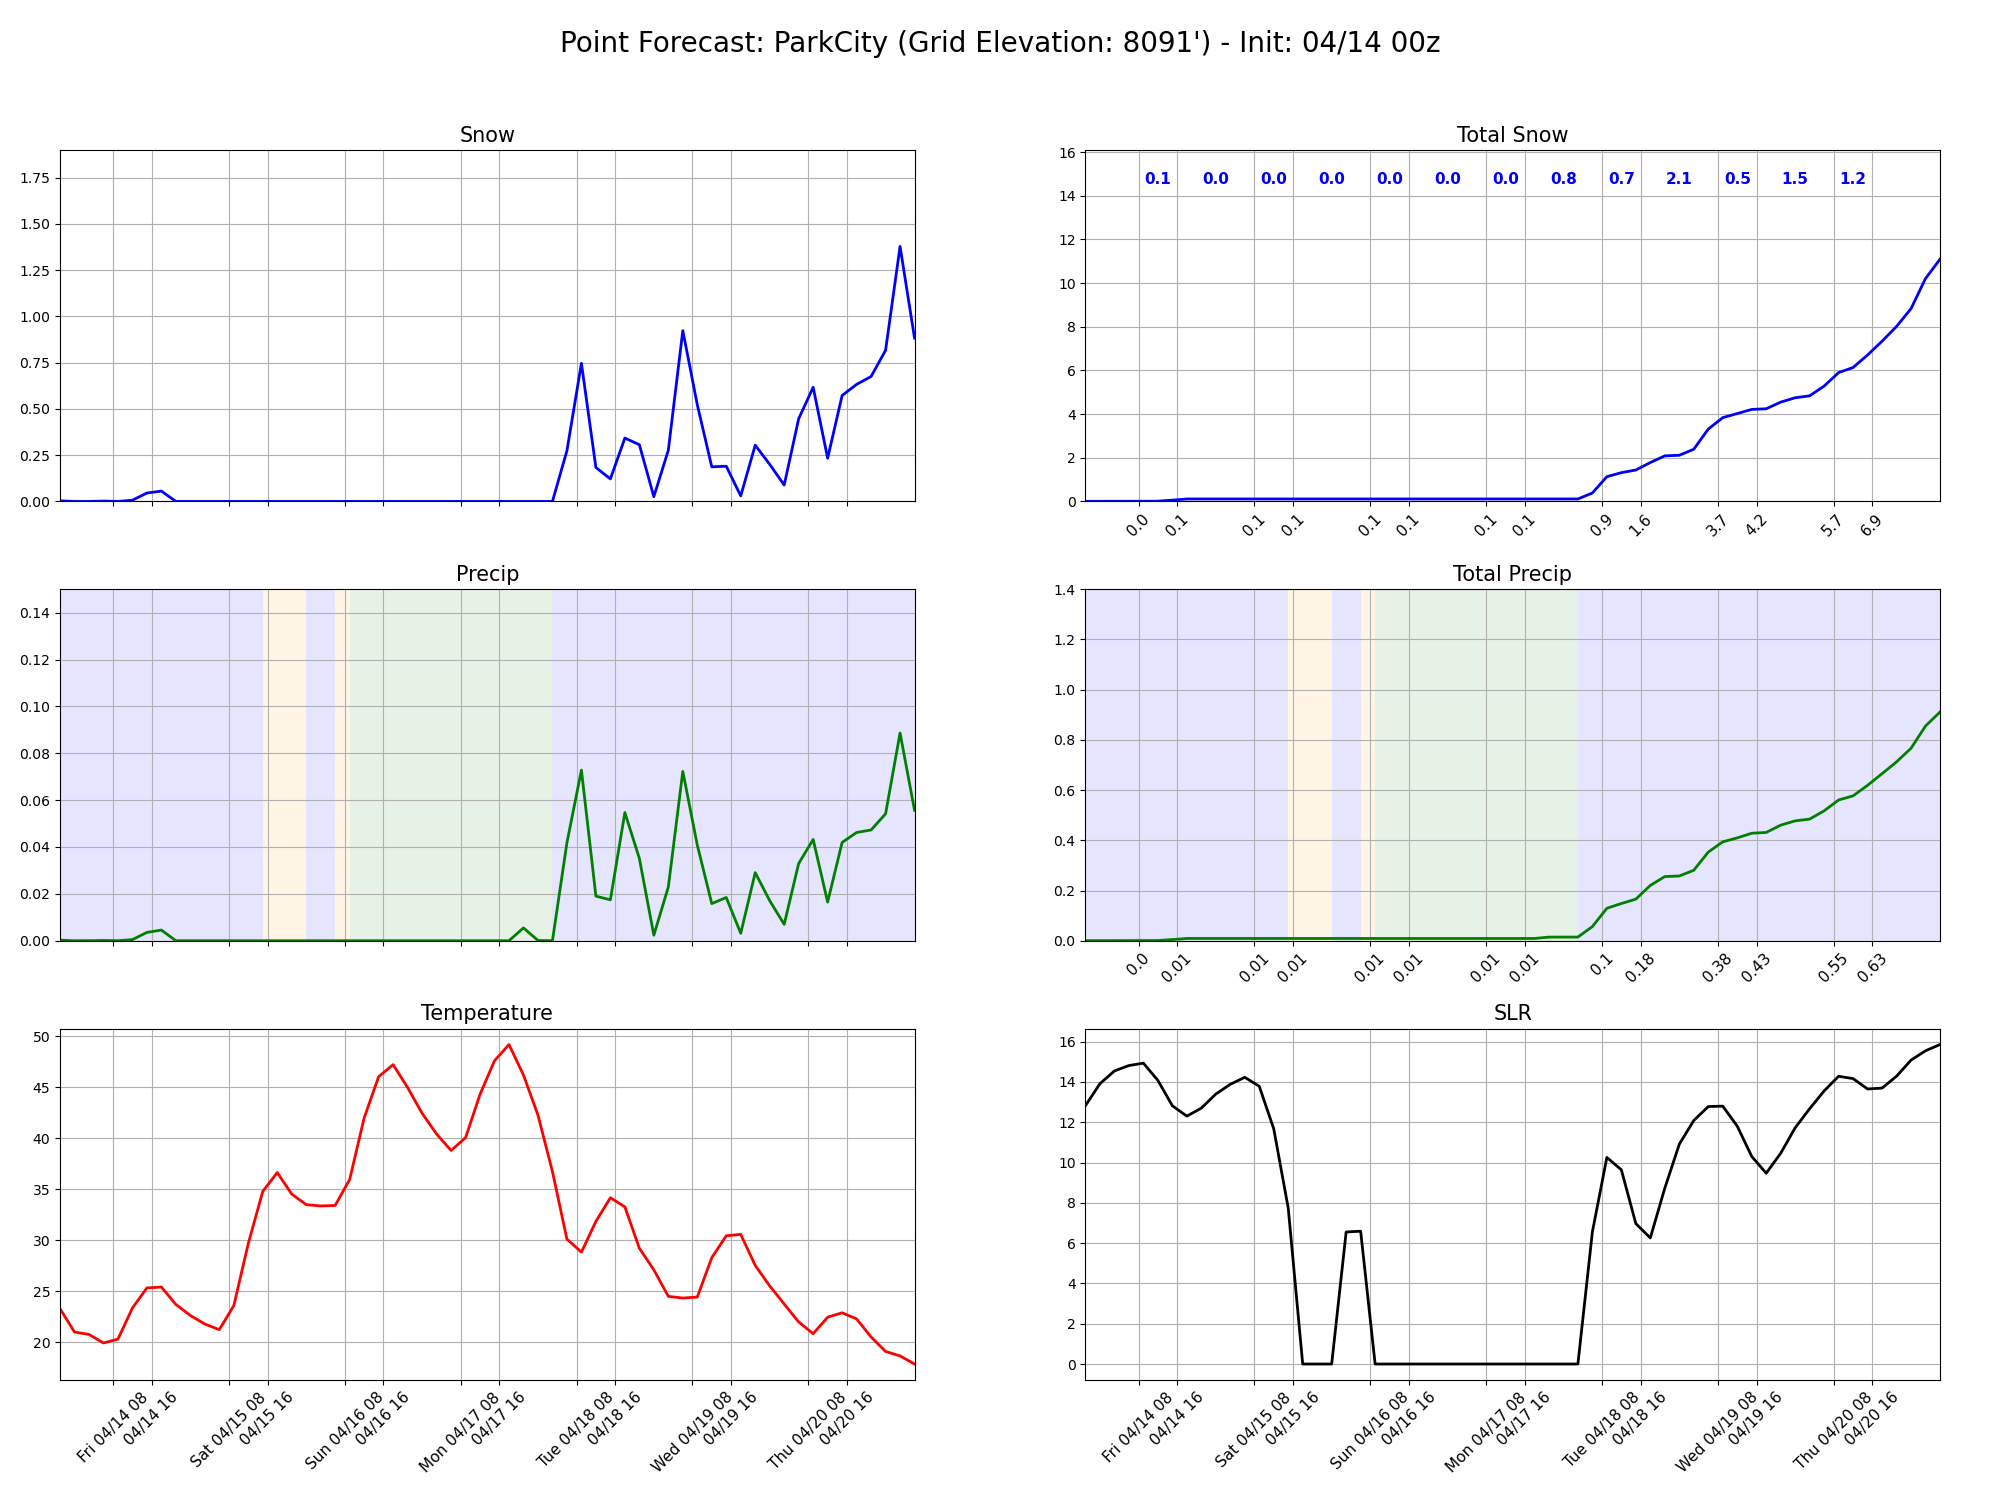 Point Forecast: ParkCity (Grid Elevation: 8091') - Init: 04/14 00z
Snow
1.75
1.50
1.25
1.00
0.75
0.50
0.25
0.00
Total Snow
16
14
12
10
8
6
4
2
0
0.1 0.0 0.0 0.0 0.0 0.0 0.0 0.8 0.7 2.1 0.5 1.5 1.2
0.0 0.1 0.1 0.1 0.1 0.1 0.1 0.1 0.9 1.6 3.7 4.2 5.7 6.9
Precip
0.14
0.12
0.10
0.08
0.06
0.04
0.02
0.00
Total Precip
1.4
1.2
1.0
0.8
0.6
0.4
0.2
0.0
0.0 0.01 0.01 0.01 0.01 0.01 0.01 0.01 0.1 0.18 0.38 0.43 0.55 0.63
Temperature
50
45
40
35
30
25
20
Fri 04/14 08
04/14 16
Sat 04/15 08
04/15 16
Sun 04/16 08
04/16 16
Mon 04/17 08
04/17 16
Tue 04/18 08
04/18 16
Wed 04/19 08
04/19 16
Thu 04/20 08
04/20 16
SLR
16
14
12
10
8
6
4
2
0
Fri 04/14 08
04/14 16
Sat 04/15 08
04/15 16
Sun 04/16 08
04/16 16
Mon 04/17 08
04/17 16
Tue 04/18 08
04/18 16
Wed 04/19 08
04/19 16
Thu 04/20 08
04/20 16